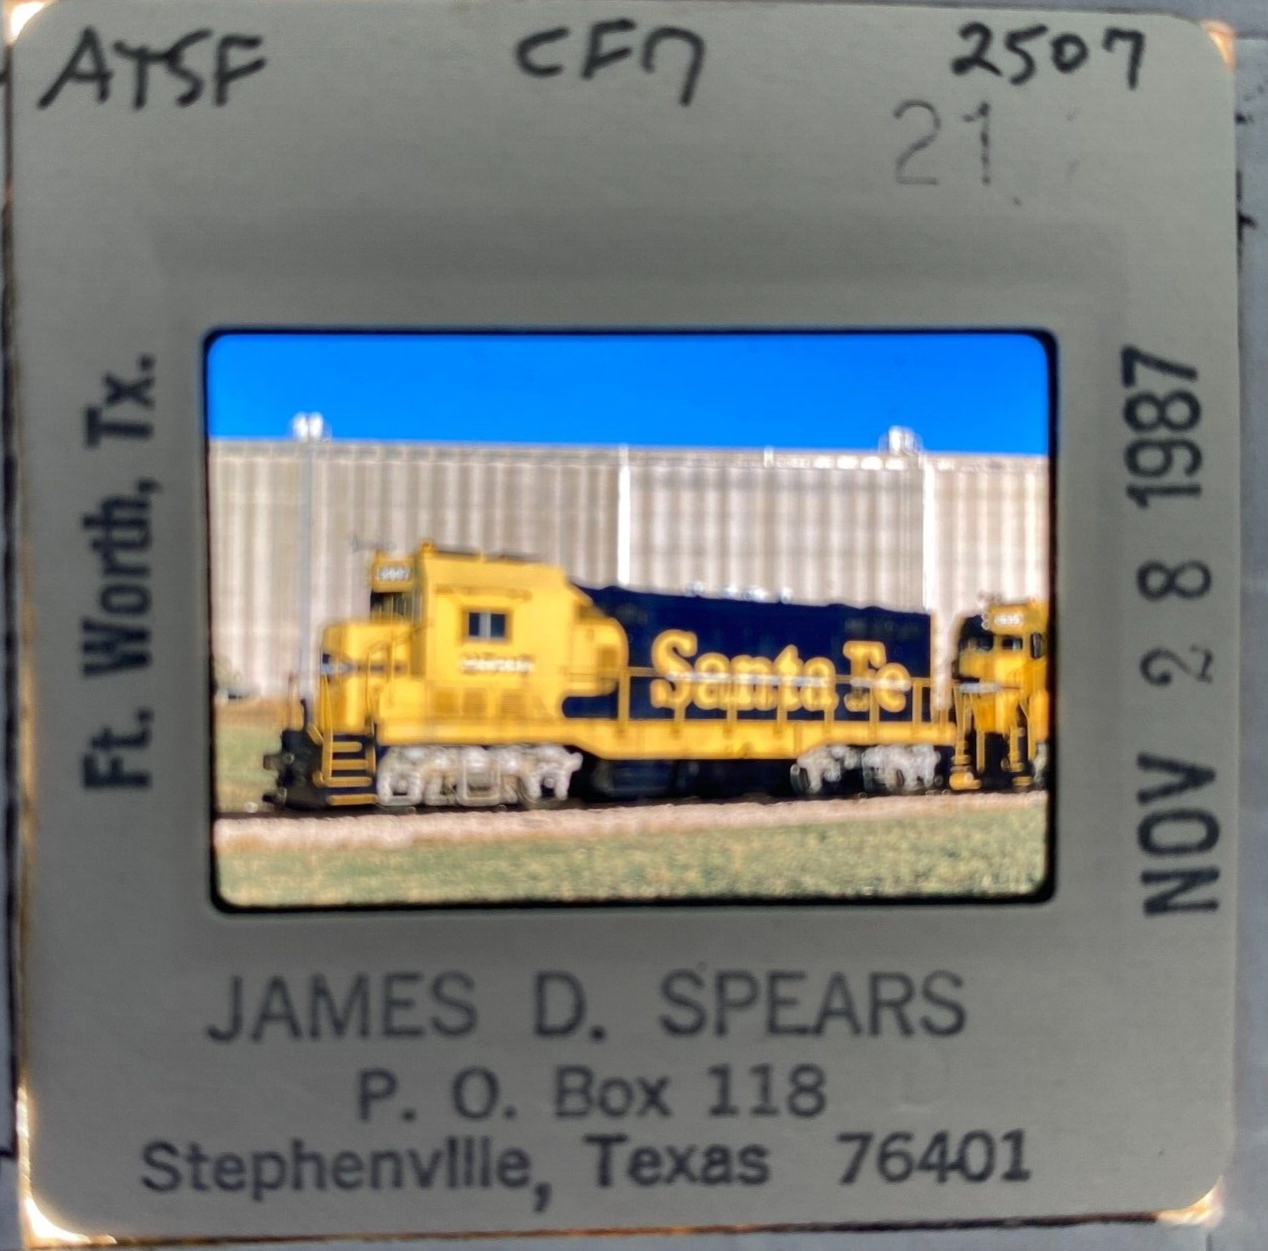 ATSF CF7 2507
21
Ft. Worth, Tx.
Santa Fe
NOV 28 1987
JAMES D. SPEARS
P. O. Box 118
Stephenville, Texas 76401